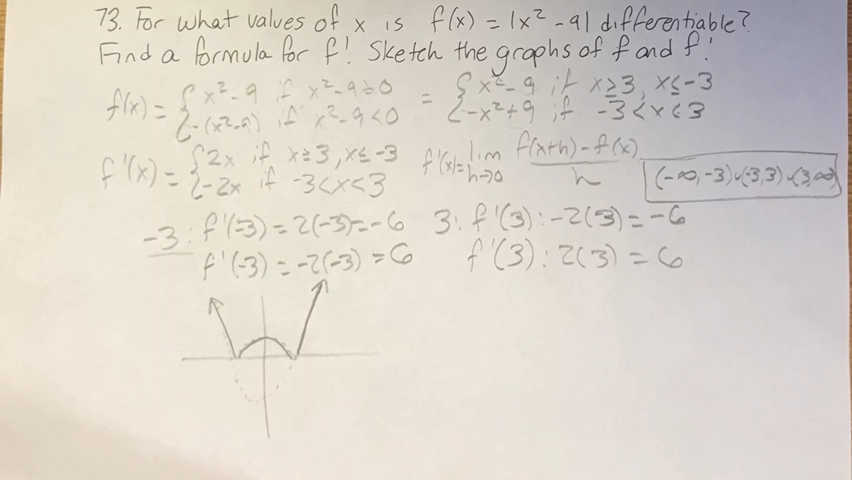 73. For what values of x is f(x) = |x² - 9| differentiable?
Find a formula for f'. Sketch the graphs of f and f'.
f(x) = { x² - 9 if x² - 9 ≥ 0 = { x² - 9 if x ≥ 3, x ≤ -3
{ -(x²-9) if x² - 9 < 0 { -x² + 9 if -3 < x < 3
f'(x) = { 2x if x ≥ 3, x ≤ -3 f'(x) = lim h→0 f(x+h) - f(x) / h
{ -2x if -3 < x < 3 (-∞, -3) ∪ (-3, 3) ∪ (3, ∞)
-3: f'(-3) = 2(-3) = -6 3: f'(3): -2(3) = -6
f'(-3) = -2(-3) = 6 f'(3): 2(3) = 6